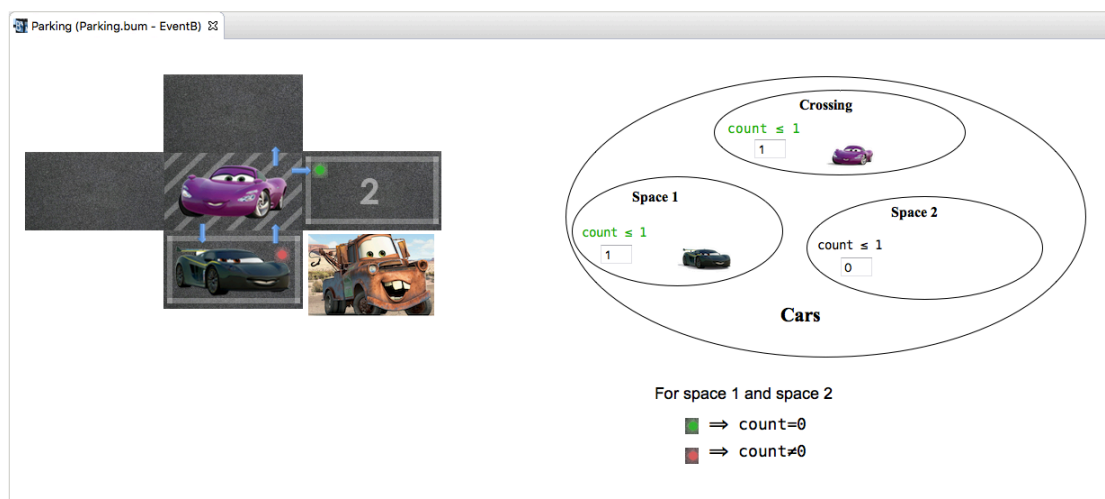 Parking (Parking.bum - EventB)
2
Crossing
count ≤ 1
1
Space 1
count ≤ 1
1
Space 2
count ≤ 1
0
Cars
For space 1 and space 2
⇒ count=0
⇒ count≠0